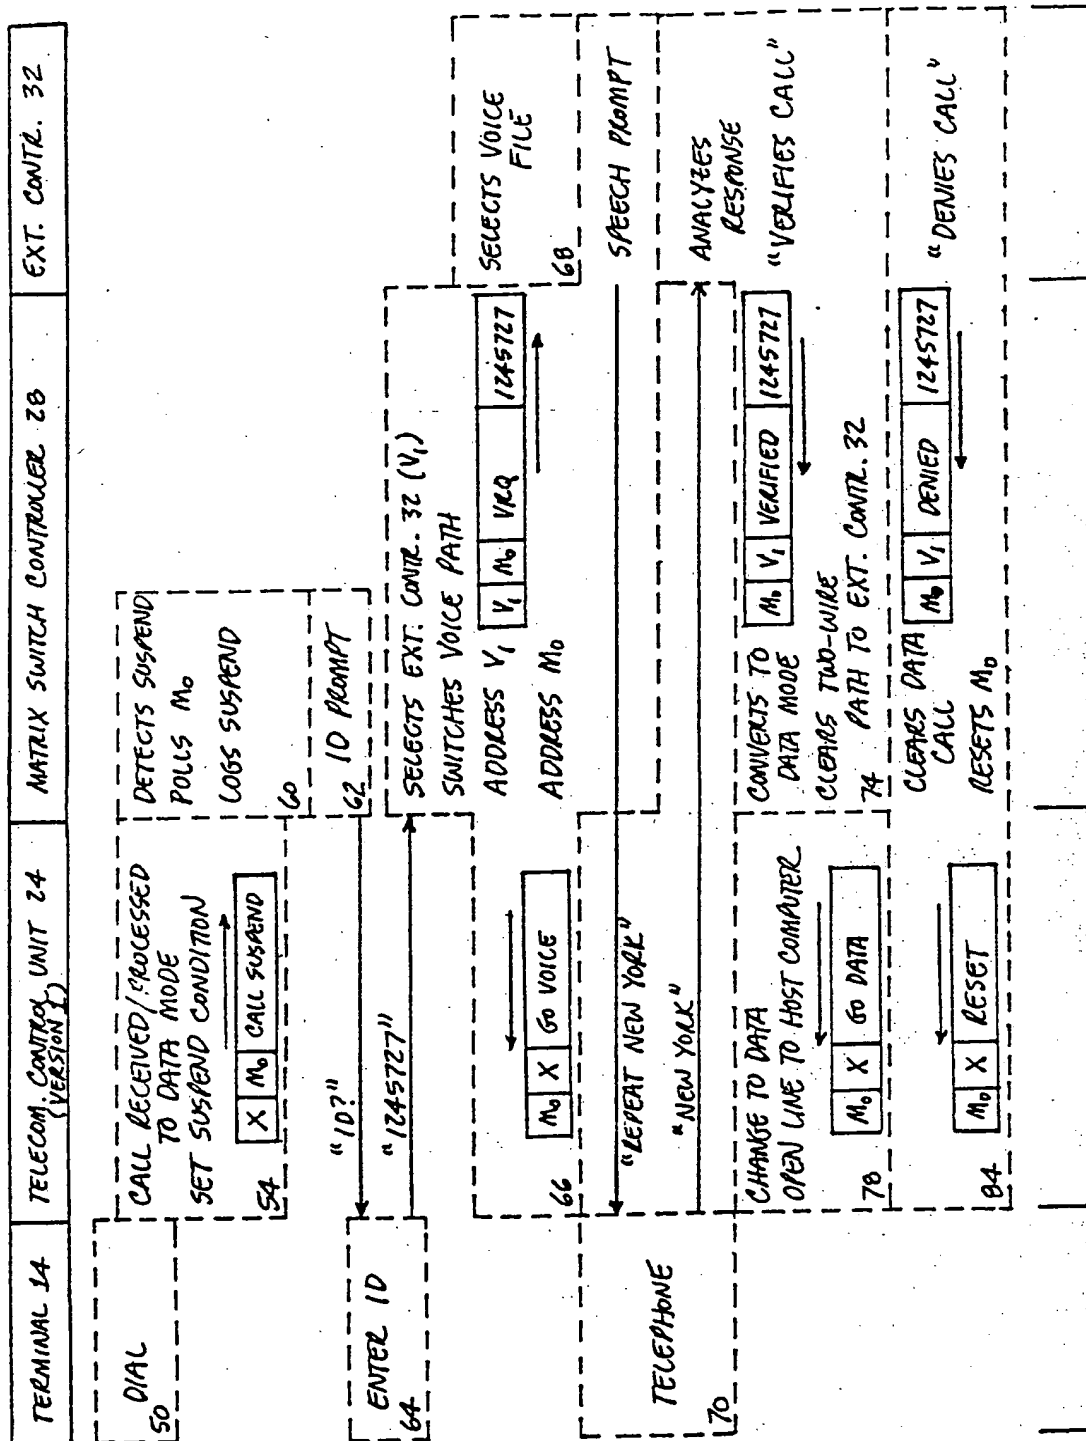 TERMINAL 14
TELECOM. CONTROL UNIT 24
(VERSION 1)
MATRIX SWITCH CONTROLLER 28
EXT. CONTR. 32
DIAL
50
CALL RECEIVED/PROCESSED
TO DATA MODE
SET SUSPEND CONDITION
X M₀ CALL SUSPEND
54
DETECTS SUSPEND
POLLS M₀
LOGS SUSPEND
60
"ID?"
ID PROMPT
62
ENTER ID
64
"1245727"
SELECTS EXT. CONTR. 32 (V₁)
SWITCHES VOICE PATH
ADDRESS V₁
V₁ M₀ VRQ 1245727
ADDRESS M₀
SELECTS VOICE
FILE
68
M₀ X GO VOICE
66
SPEECH PROMPT
"REPEAT NEW YORK"
TELEPHONE
70
"NEW YORK"
ANALYZES
RESPONSE
"VERIFIES CALL"
M₀ V₁ VERIFIED 1245727
CONVERTS TO
DATA MODE
CLEARS TWO-WIRE
PATH TO EXT. CONTR. 32
74
CHANGE TO DATA
OPEN LINE TO HOST COMPUTER
M₀ X GO DATA
78
"DENIES CALL"
M₀ V₁ DENIED 1245727
CLEARS DATA
CALL
RESETS M₀
M₀ X RESET
84